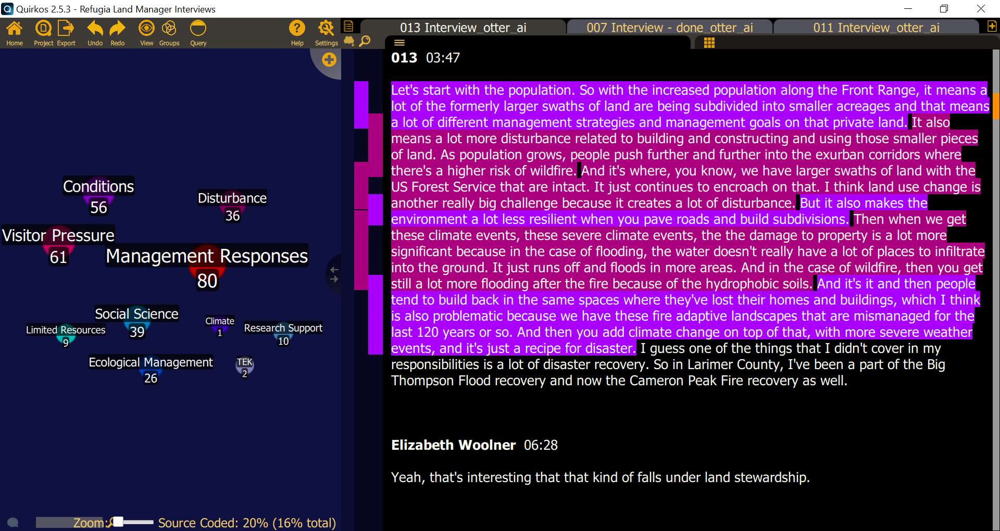 Quirkos 2.5.3 - Refugia Land Manager Interviews
Home Project Export Undo Redo View Groups Query Help Settings
013 Interview_otter_ai
007 Interview - done_otter_ai
011 Interview_otter_ai
Conditions
56
Disturbance
36
Visitor Pressure
61
Management Responses
80
Social Science
39
Climate
1
Limited Resources
9
Research Support
10
Ecological Management
26
TEK
2
Zoom: Source Coded: 20% (16% total)
013 03:47
Let's start with the population. So with the increased population along the Front Range, it means a
lot of the formerly larger swaths of land are being subdivided into smaller acreages and that means
a lot of different management strategies and management goals on that private land. It also
means a lot more disturbance related to building and constructing and using those smaller pieces
of land. As population grows, people push further and further into the exurban corridors where
there's a higher risk of wildfire. And it's where, you know, we have larger swaths of land with the
US Forest Service that are intact. It just continues to encroach on that. I think land use change is
another really big challenge because it creates a lot of disturbance. But it also makes the
environment a lot less resilient when you pave roads and build subdivisions. Then when we get
these climate events, these severe climate events, the the damage to property is a lot more
significant because in the case of flooding, the water doesn't really have a lot of places to infiltrate
into the ground. It just runs off and floods in more areas. And in the case of wildfire, then you get
still a lot more flooding after the fire because of the hydrophobic soils. And it's it and then people
tend to build back in the same spaces where they've lost their homes and buildings, which I think
is also problematic because we have these fire adaptive landscapes that are mismanaged for the
last 120 years or so. And then you add climate change on top of that, with more severe weather
events, and it's just a recipe for disaster. I guess one of the things that I didn't cover in my
responsibilities is a lot of disaster recovery. So in Larimer County, I've been a part of the Big
Thompson Flood recovery and now the Cameron Peak Fire recovery as well.
Elizabeth Woolner 06:28
Yeah, that's interesting that that kind of falls under land stewardship.